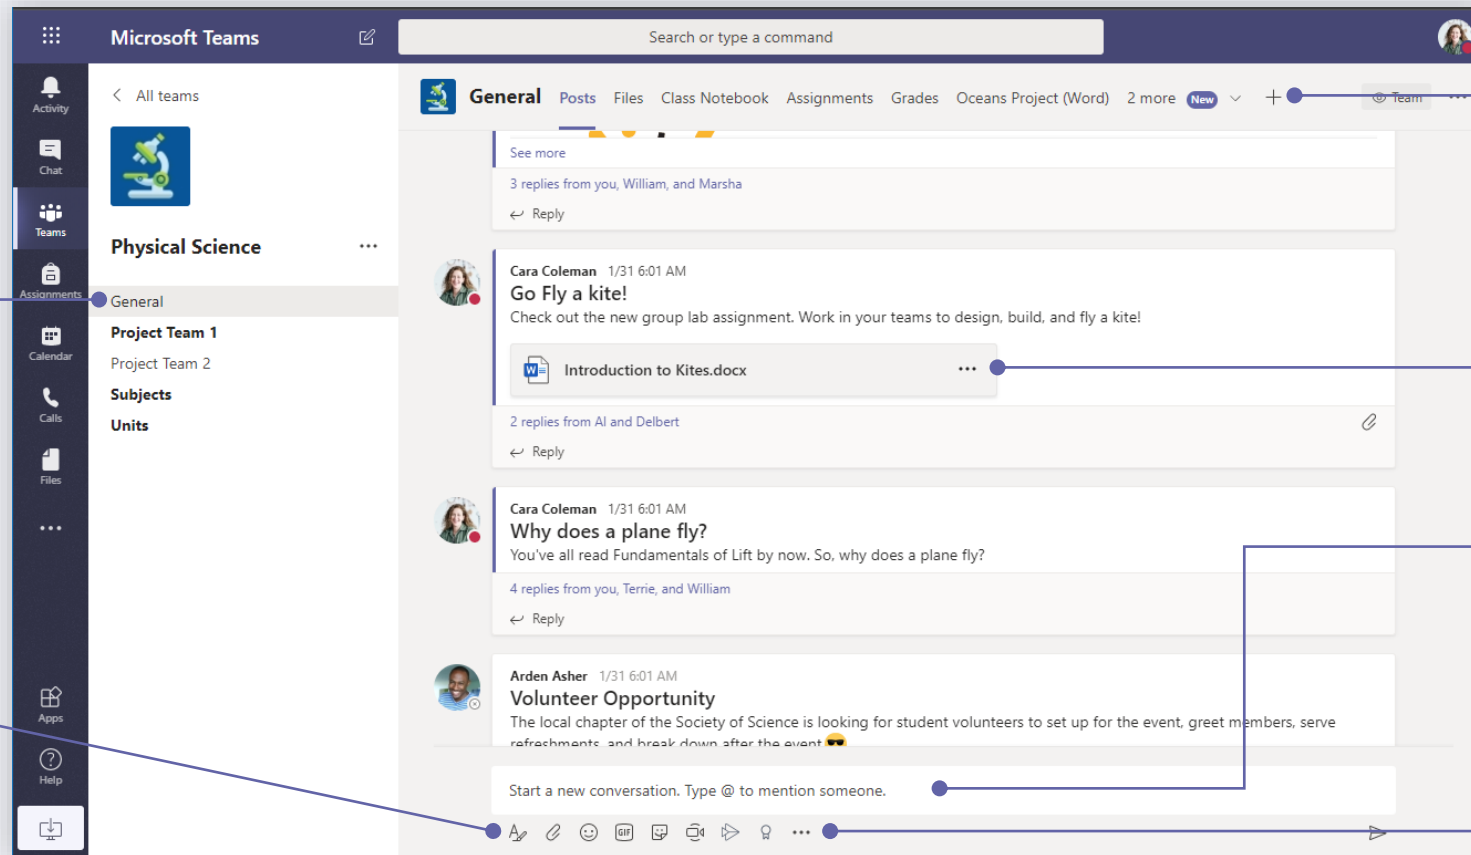 Microsoft Teams
Search or type a command
Activity
Chat
Teams
Assignments
Calendar
Calls
Files
Apps
Help
All teams
Physical Science
General
Project Team 1
Project Team 2
Subjects
Units
General Posts Files Class Notebook Assignments Grades Oceans Project (Word) 2 more New
Team
See more
3 replies from you, William, and Marsha
Reply
Cara Coleman 1/31 6:01 AM
Go Fly a kite!
Check out the new group lab assignment. Work in your teams to design, build, and fly a kite!
Introduction to Kites.docx
2 replies from Al and Delbert
Reply
Cara Coleman 1/31 6:01 AM
Why does a plane fly?
You've all read Fundamentals of Lift by now. So, why does a plane fly?
4 replies from you, Terrie, and William
Reply
Arden Asher 1/31 6:01 AM
Volunteer Opportunity
The local chapter of the Society of Science is looking for student volunteers to set up for the event, greet members, serve
refreshments, and break down after the event
Start a new conversation. Type @ to mention someone.
GIF